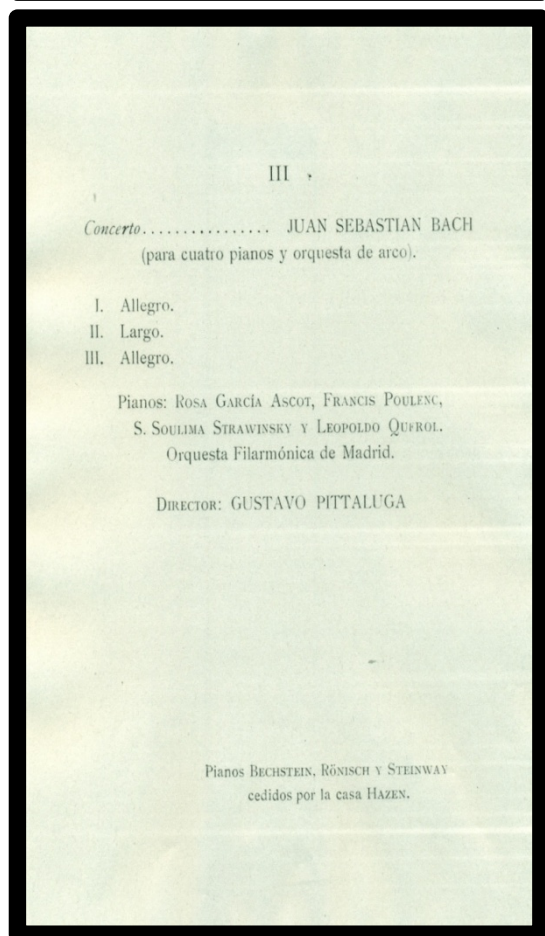 III
Concerto................ JUAN SEBASTIAN BACH
(para cuatro pianos y orquesta de arco).
I. Allegro.
II. Largo.
III. Allegro.
Pianos: ROSA GARCÍA ASCOT, FRANCIS POULENC,
S. SOULIMA STRAWINSKY Y LEOPOLDO QUEROL.
Orquesta Filarmónica de Madrid.
DIRECTOR: GUSTAVO PITTALUGA
Pianos BECHSTEIN, RÖNISCH Y STEINWAY
cedidos por la casa HAZEN.